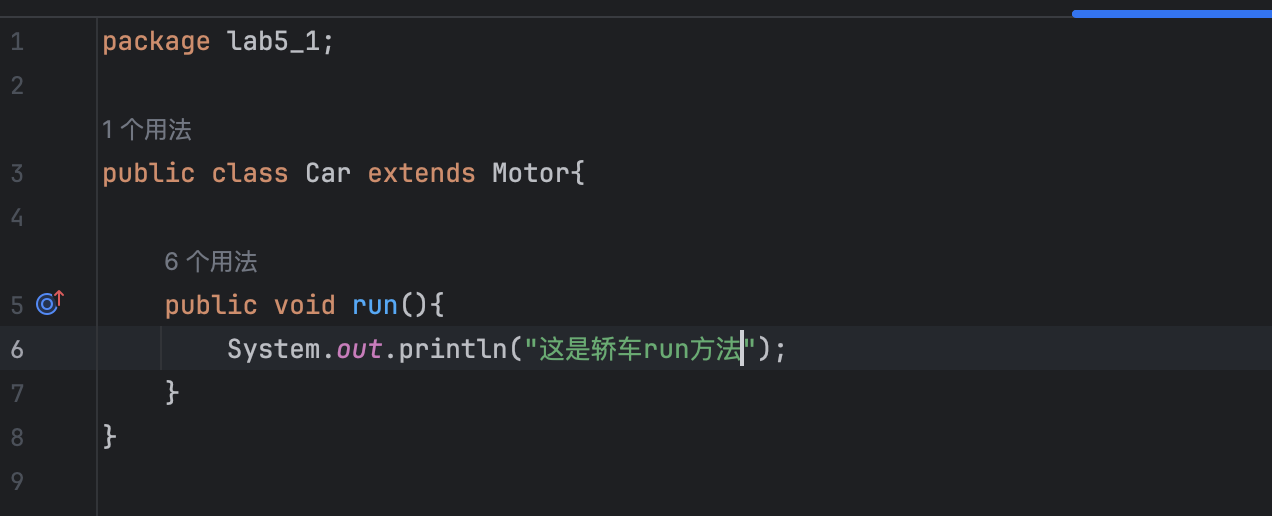 1 package lab5_1;
2
1 个用法
3 public class Car extends Motor{
4
6 个用法
5 public void run(){
6 System.out.println("这是轿车run方法");
7 }
8 }
9